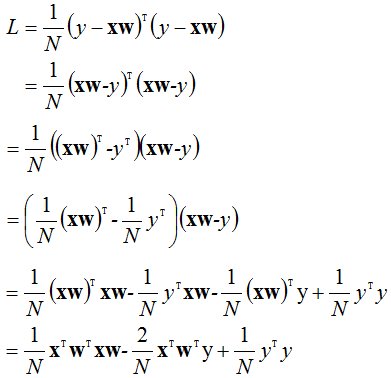 L = 1/N (y − xw)ᵀ (y − xw)
= 1/N (xw-y)ᵀ (xw-y)
= 1/N ((xw)ᵀ -yᵀ)(xw-y)
= (1/N (xw)ᵀ - 1/N yᵀ)(xw-y)
= 1/N (xw)ᵀ xw- 1/N yᵀxw- 1/N (xw)ᵀ y + 1/N yᵀy
= 1/N xᵀwᵀxw- 2/N xᵀwᵀy + 1/N yᵀy